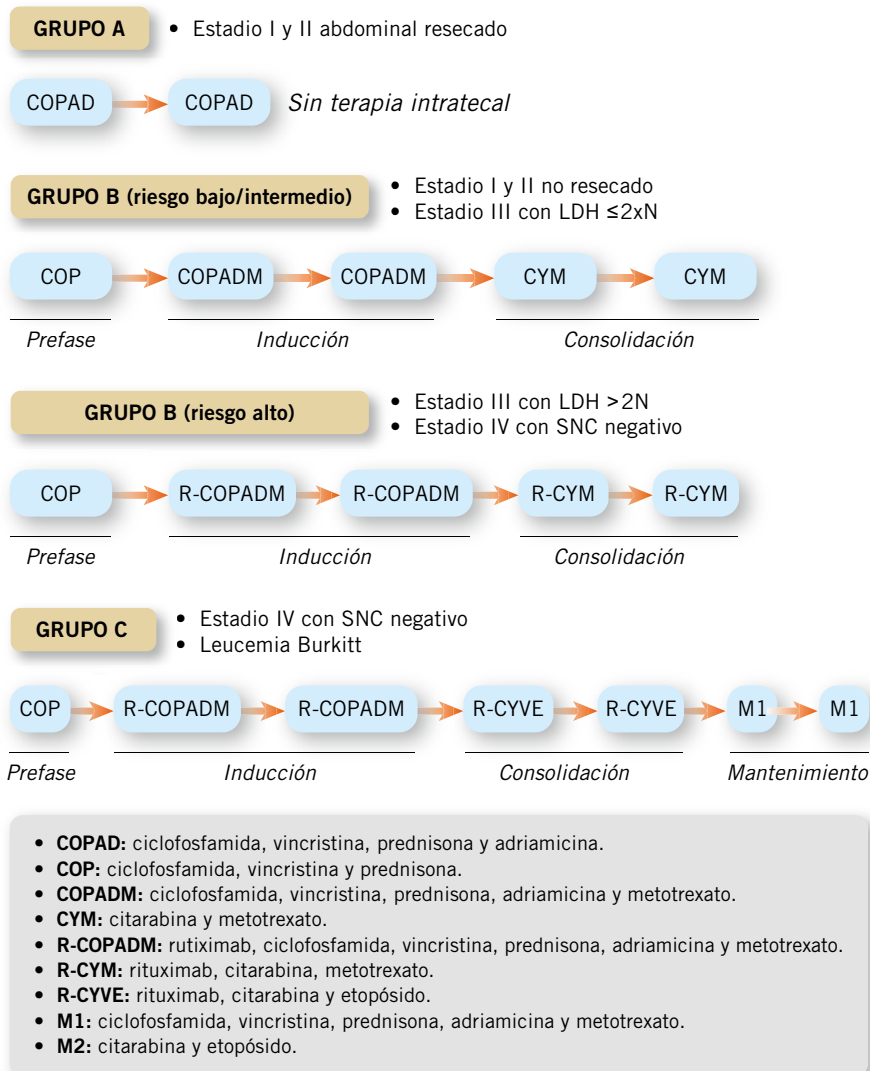 GRUPO A
• Estadio I y II abdominal resecado
COPAD COPAD Sin terapia intratecal
GRUPO B (riesgo bajo/intermedio)
• Estadio I y II no resecado
• Estadio III con LDH ≤2xN
COP COPADM COPADM CYM CYM
Prefase Inducción Consolidación
GRUPO B (riesgo alto)
• Estadio III con LDH >2N
• Estadio IV con SNC negativo
COP R-COPADM R-COPADM R-CYM R-CYM
Prefase Inducción Consolidación
GRUPO C
• Estadio IV con SNC negativo
• Leucemia Burkitt
COP R-COPADM R-COPADM R-CYVE R-CYVE M1 M1
Prefase Inducción Consolidación Mantenimiento
• COPAD: ciclofosfamida, vincristina, prednisona y adriamicina.
• COP: ciclofosfamida, vincristina y prednisona.
• COPADM: ciclofosfamida, vincristina, prednisona, adriamicina y metotrexato.
• CYM: citarabina y metotrexato.
• R-COPADM: rutiximab, ciclofosfamida, vincristina, prednisona, adriamicina y metotrexato.
• R-CYM: rituximab, citarabina, metotrexato.
• R-CYVE: rituximab, citarabina y etopósido.
• M1: ciclofosfamida, vincristina, prednisona, adriamicina y metotrexato.
• M2: citarabina y etopósido.